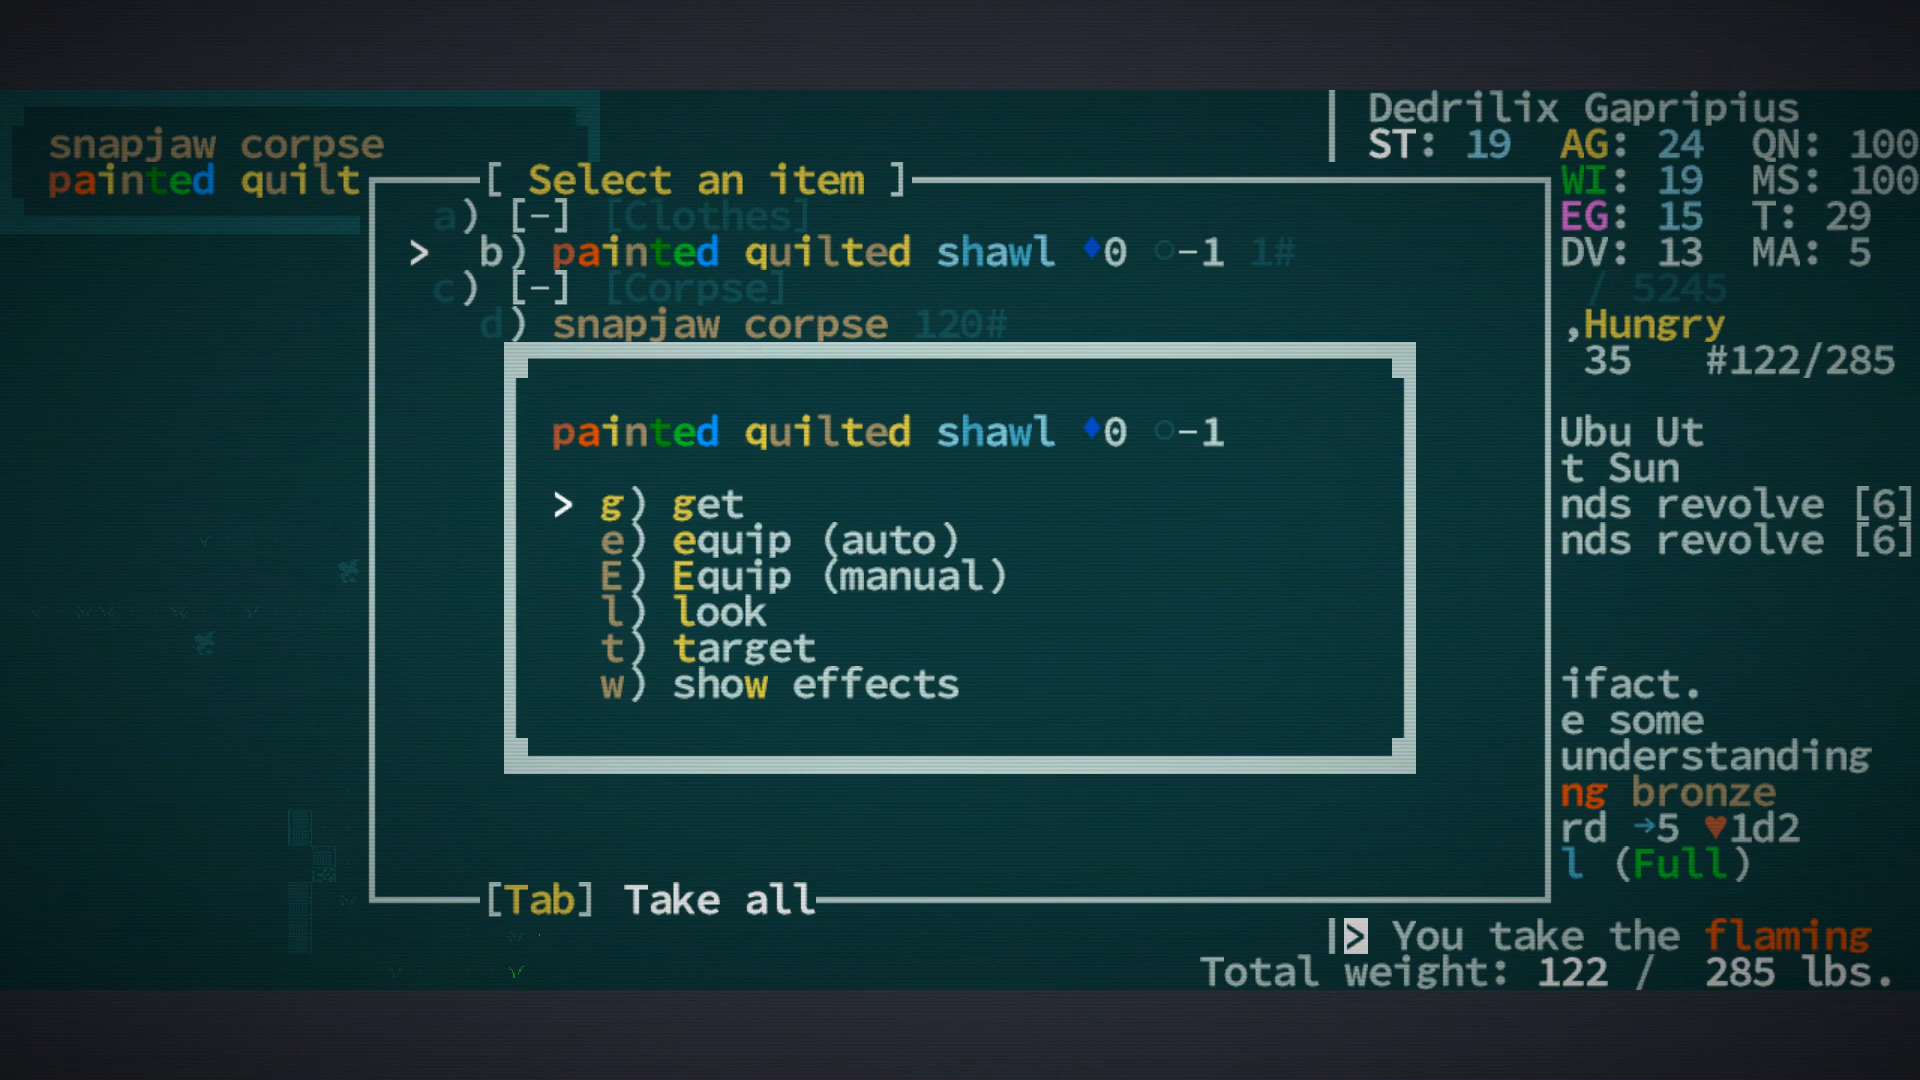 Dedrilix Gapripius
snapjaw corpse
ST: 19 AG: 24 QN: 100
painted quilt
[ Select an item ]
WI: 19 MS: 100
a) [-] [Clothes]
EG: 15 T: 29
> b) painted quilted shawl ♦0 ○-1 1#
DV: 13 MA: 5
c) [-] [Corpse]
/ 5245
d) snapjaw corpse 120#
,Hungry
35 #122/285
painted quilted shawl ♦0 ○-1
Ubu Ut
t Sun
> g) get
nds revolve [6]
e) equip (auto)
nds revolve [6]
E) Equip (manual)
l) look
t) target
w) show effects
ifact.
e some
understanding
ng bronze
rd →5 ♥1d2
l (Full)
[Tab] Take all
> You take the flaming
Total weight: 122 / 285 lbs.